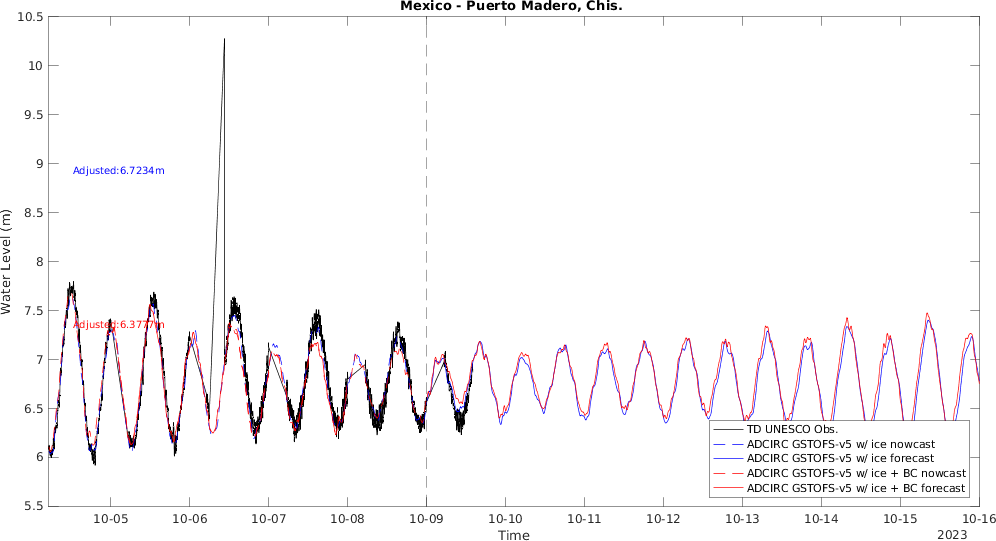 Mexico - Puerto Madero, Chis.
10.5
10
9.5
9
8.5
8
7.5
7
6.5
6
5.5
Water Level (m)
Adjusted:6.7234m
Adjusted:6.3777m
TD UNESCO Obs.
ADCIRC GSTOFS-v5 w/ ice nowcast
ADCIRC GSTOFS-v5 w/ ice forecast
ADCIRC GSTOFS-v5 w/ ice + BC nowcast
ADCIRC GSTOFS-v5 w/ ice + BC forecast
10-05 10-06 10-07 10-08 10-09 10-10 10-11 10-12 10-13 10-14 10-15 10-16
Time
2023